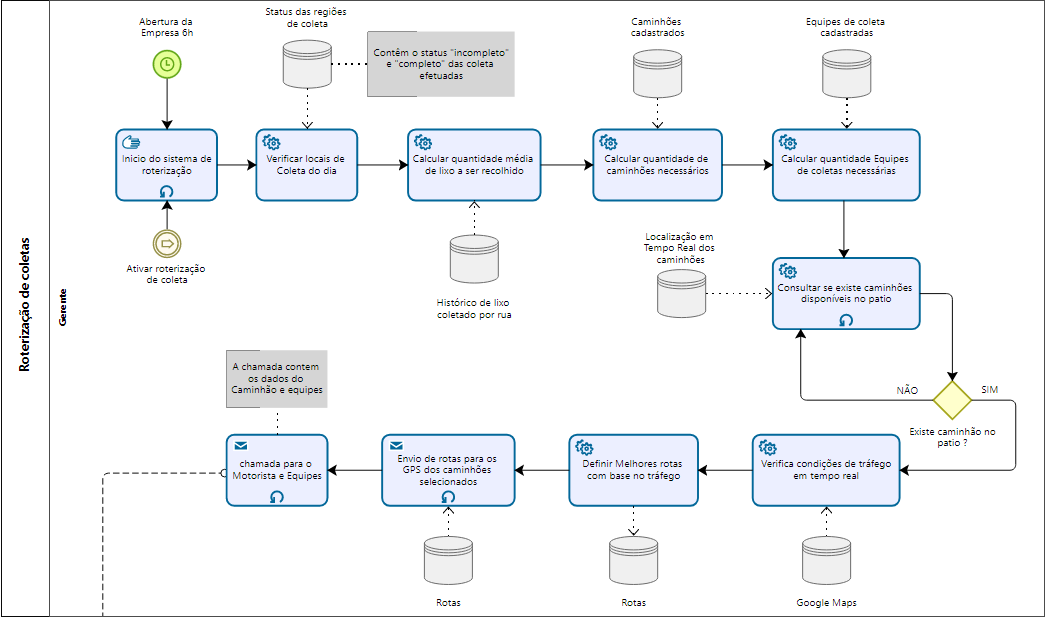 Roterização de coletas
Gerente
Abertura da
Empresa 6h
Status das regiões
de coleta
Contêm o status "incompleto"
e "completo" das coleta
efetuadas
Caminhões
cadastrados
Equipes de coleta
cadastradas
Inicio do sistema de
roterização
Verificar locais de
Coleta do dia
Calcular quantidade média
de lixo a ser recolhido
Calcular quantidade de
caminhões necessários
Calcular quantidade Equipes
de coletas necessárias
Ativar roterização
de coleta
Histórico de lixo
coletado por rua
Localização em
Tempo Real dos
caminhões
Consultar se existe caminhões
disponíveis no patio
NÃO
SIM
Existe caminhão no
patio ?
A chamada contem
os dados do
Caminhão e equipes
chamada para o
Motorista e Equipes
Envio de rotas para os
GPS dos caminhões
selecionados
Definir Melhores rotas
com base no tráfego
Verifica condições de tráfego
em tempo real
Rotas
Rotas
Google Maps